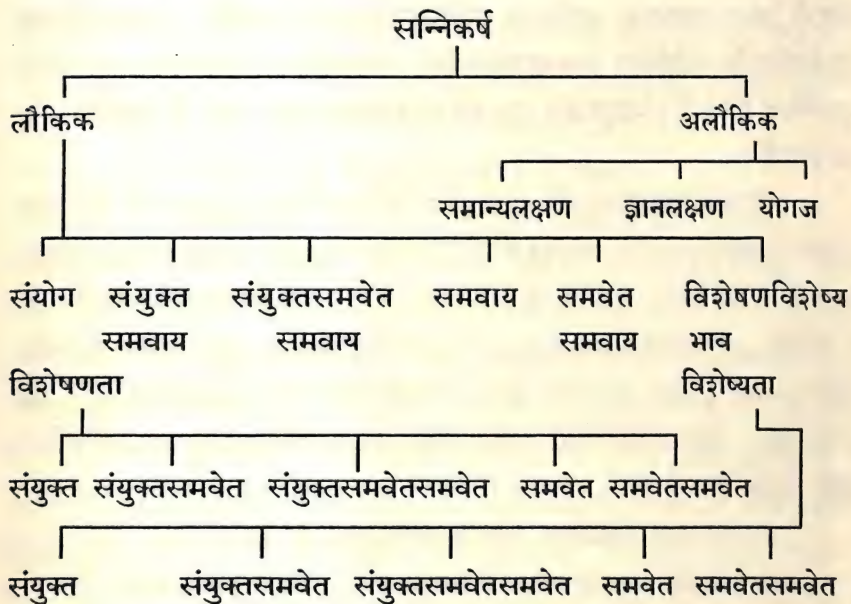 सन्निकर्ष
लौकिक अलौकिक
समान्यलक्षण ज्ञानलक्षण योगज
संयोग संयुक्त संयुक्तसमवेत समवाय समवेत विशेषणविशेष्य
समवाय समवाय समवाय भाव
विशेषणता विशेष्यता
संयुक्त संयुक्तसमवेत संयुक्तसमवेतसमवेत समवेत समवेतसमवेत
संयुक्त संयुक्तसमवेत संयुक्तसमवेतसमवेत समवेत समवेतसमवेत